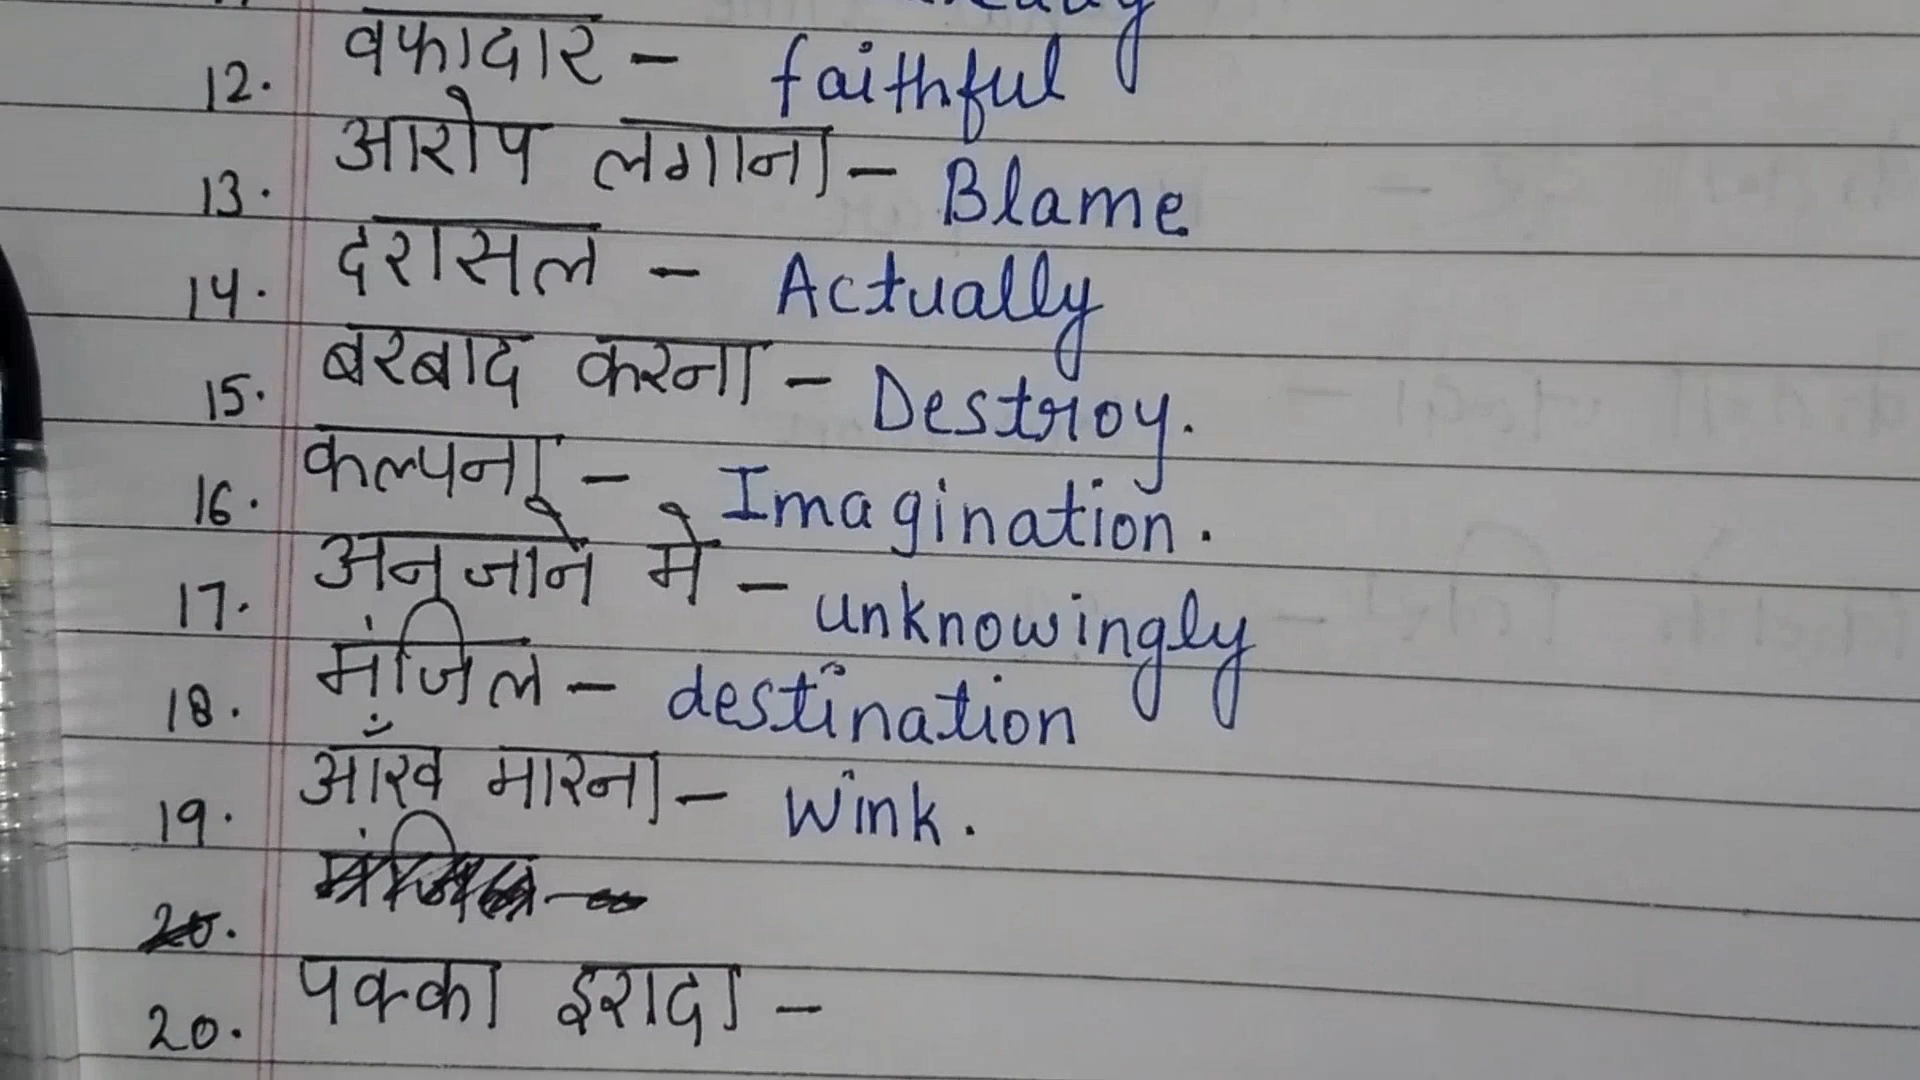 12. वफादार - faithful
13. आरोप लगाना - Blame
14. दरासल - Actually
15. बरबाद करना - Destroy.
16. कल्पना - Imagination.
17. अनजाने मे - unknowingly
18. मंजिल - destination
19. आँख मारना - Wink.
20.
20. पक्का इरादा -